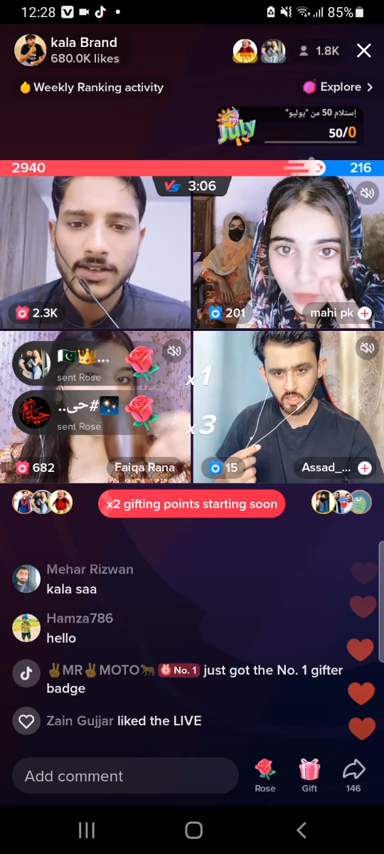 12:28
85%
kala Brand
680.0K likes
1.8K
Weekly Ranking activity
Explore
إستلام 50 من "يوليو"
July
50/0
2940
216
VS 3:06
2.3K
201
mahi pk
...🇵🇰👑
sent Rose
x1
..حی#🌃
sent Rose
x3
682
Faiqa Rana
15
Assad_...
x2 gifting points starting soon
Mehar Rizwan
kala saa
Hamza786
hello
✌MR✌MOTO🐆 No. 1 just got the No. 1 gifter
badge
Zain Gujjar liked the LIVE
Add comment
Rose
Gift
146